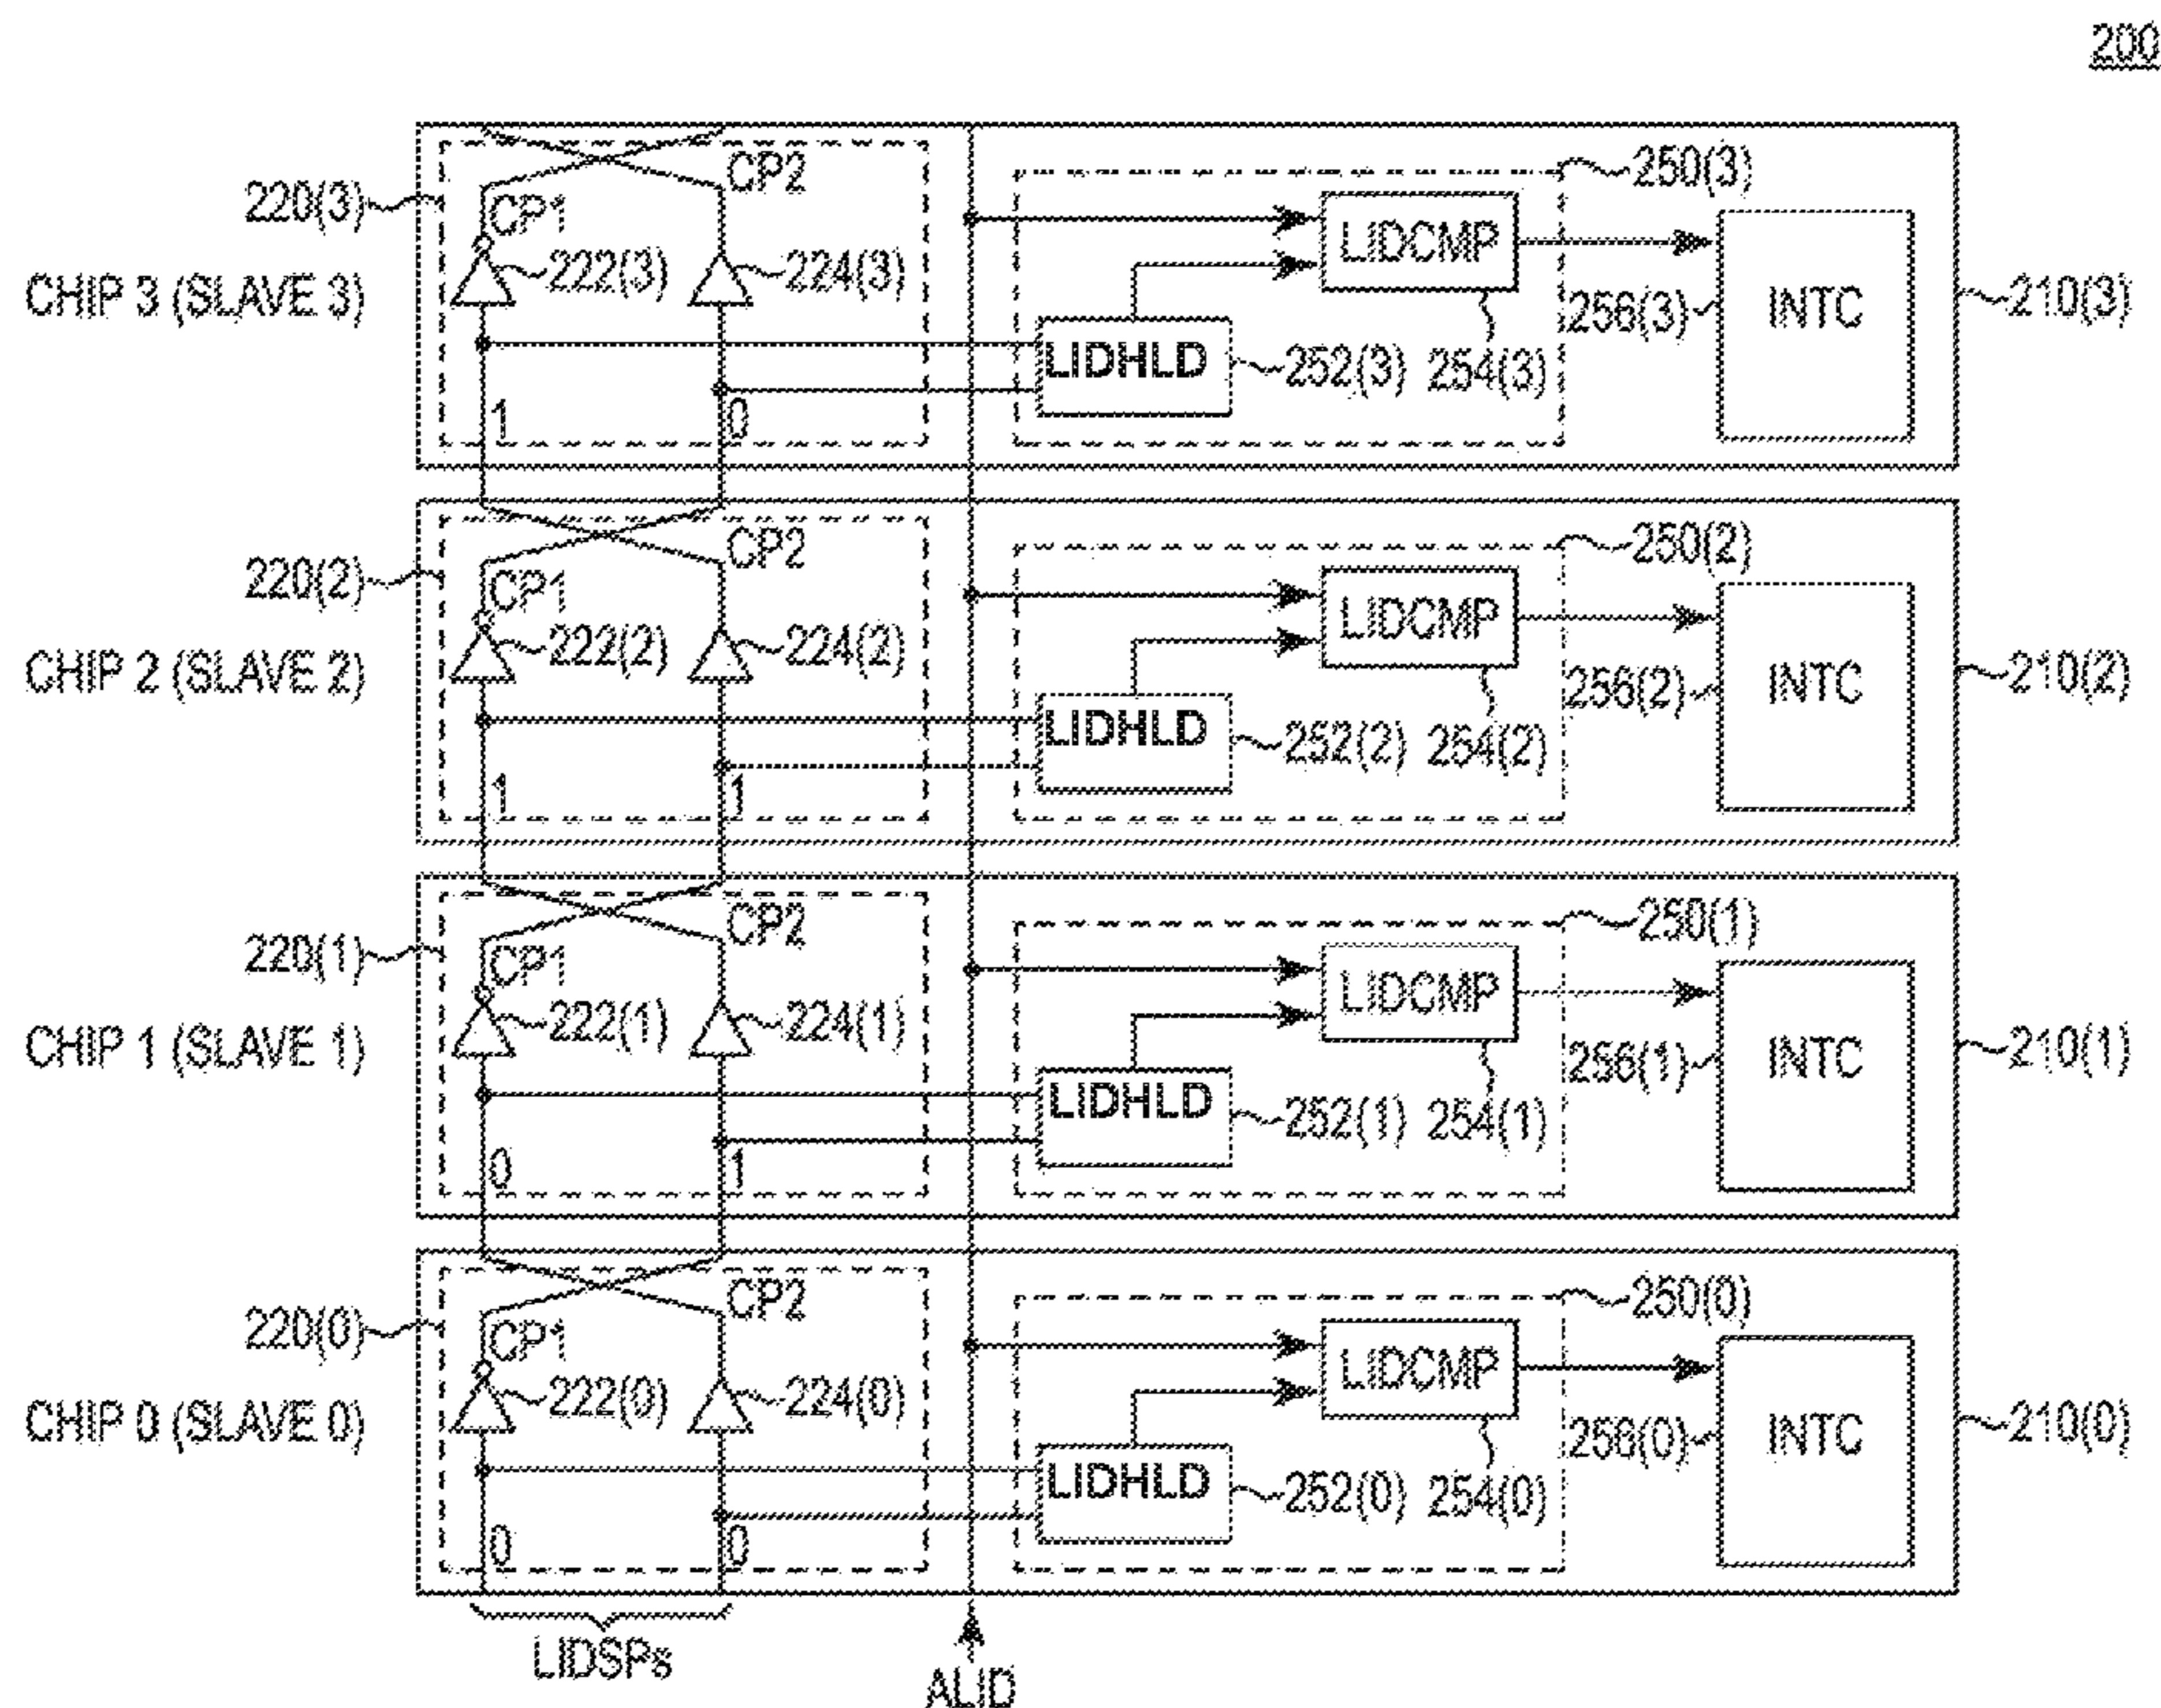 200
CP2
250(3)
220(3)
CP1
LIDCMP
222(3)
224(3)
CHIP 3 (SLAVE 3)
256(3)
INTC
210(3)
LIDHLD
252(3)
254(3)
1
0
CP2
250(2)
220(2)
CP1
LIDCMP
222(2)
224(2)
CHIP 2 (SLAVE 2)
256(2)
INTC
210(2)
LIDHLD
252(2)
254(2)
1
1
CP2
250(1)
220(1)
CP1
LIDCMP
222(1)
224(1)
CHIP 1 (SLAVE 1)
256(1)
INTC
210(1)
LIDHLD
252(1)
254(1)
0
1
CP2
250(0)
220(0)
CP1
LIDCMP
222(0)
224(0)
CHIP 0 (SLAVE 0)
256(0)
INTC
210(0)
LIDHLD
252(0)
254(0)
0
0
LIDSPs
ALID